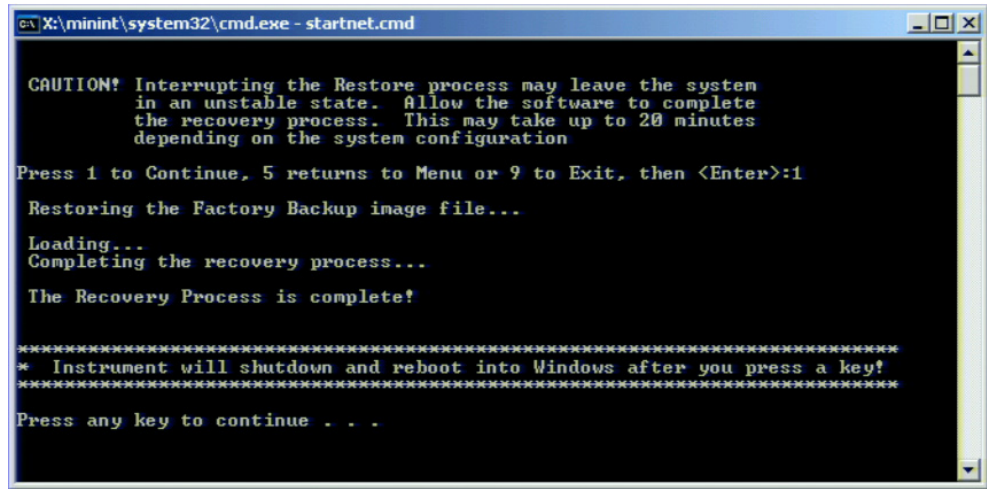 X:\minint\system32\cmd.exe - startnet.cmd
CAUTION! Interrupting the Restore process may leave the system
in an unstable state. Allow the software to complete
the recovery process. This may take up to 20 minutes
depending on the system configuration
Press 1 to Continue, 5 returns to Menu or 9 to Exit, then <Enter>:1
Restoring the Factory Backup image file...
Loading...
Completing the recovery process...
The Recovery Process is complete!
**************************************************************************
* Instrument will shutdown and reboot into Windows after you press a key!
**************************************************************************
Press any key to continue . . .